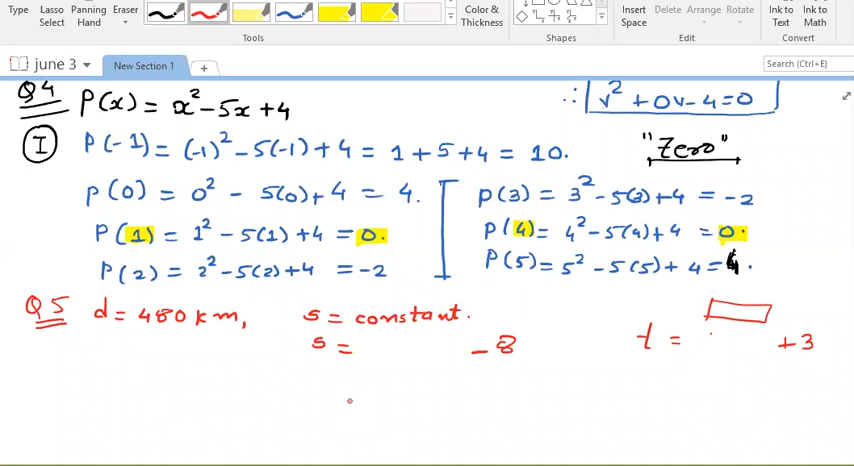 Type Lasso Select Panning Hand Eraser Color & Thickness Insert Space Delete Arrange Rotate Ink to Text Ink to Math
Tools Shapes Edit Convert
june 3 New Section 1 + Search (Ctrl+E)
Q4 P(x) = x² - 5x + 4 ∴ v² + 0v - 4 = 0
I P(-1) = (-1)² - 5(-1) + 4 = 1 + 5 + 4 = 10. "Zero"
P(0) = 0² - 5(0) + 4 = 4. P(3) = 3² - 5(3) + 4 = -2
P(1) = 1² - 5(1) + 4 = 0. P(4) = 4² - 5(4) + 4 = 0.
P(2) = 2² - 5(2) + 4 = -2 P(5) = 5² - 5(5) + 4 = 4.
Q5 d = 480 km, s = constant.
s = - 8 t = + 3